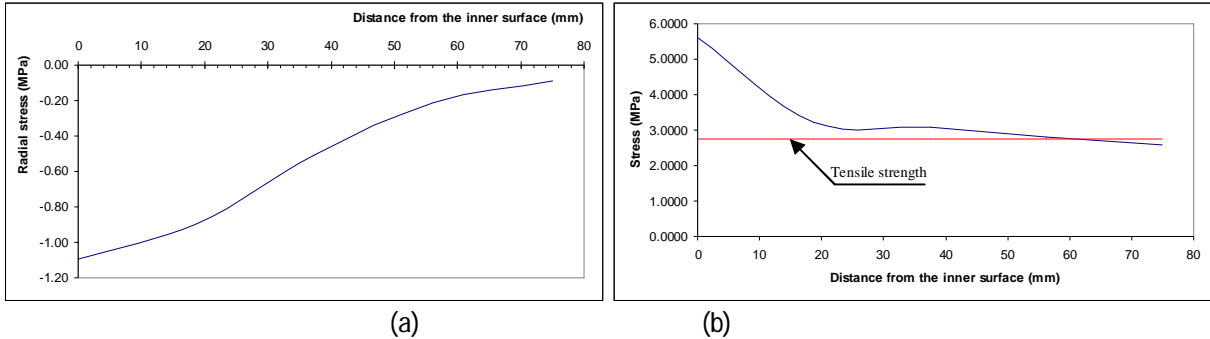 Distance from the inner surface (mm)
0 10 20 30 40 50 60 70 80
0.00
-0.20
-0.40
-0.60
-0.80
-1.00
-1.20
Radial stress (MPa)
(a)
6.0000
5.0000
4.0000
3.0000
2.0000
1.0000
0.0000
Stress (MPa)
Tensile strength
0 10 20 30 40 50 60 70 80
Distance from the inner surface (mm)
(b)